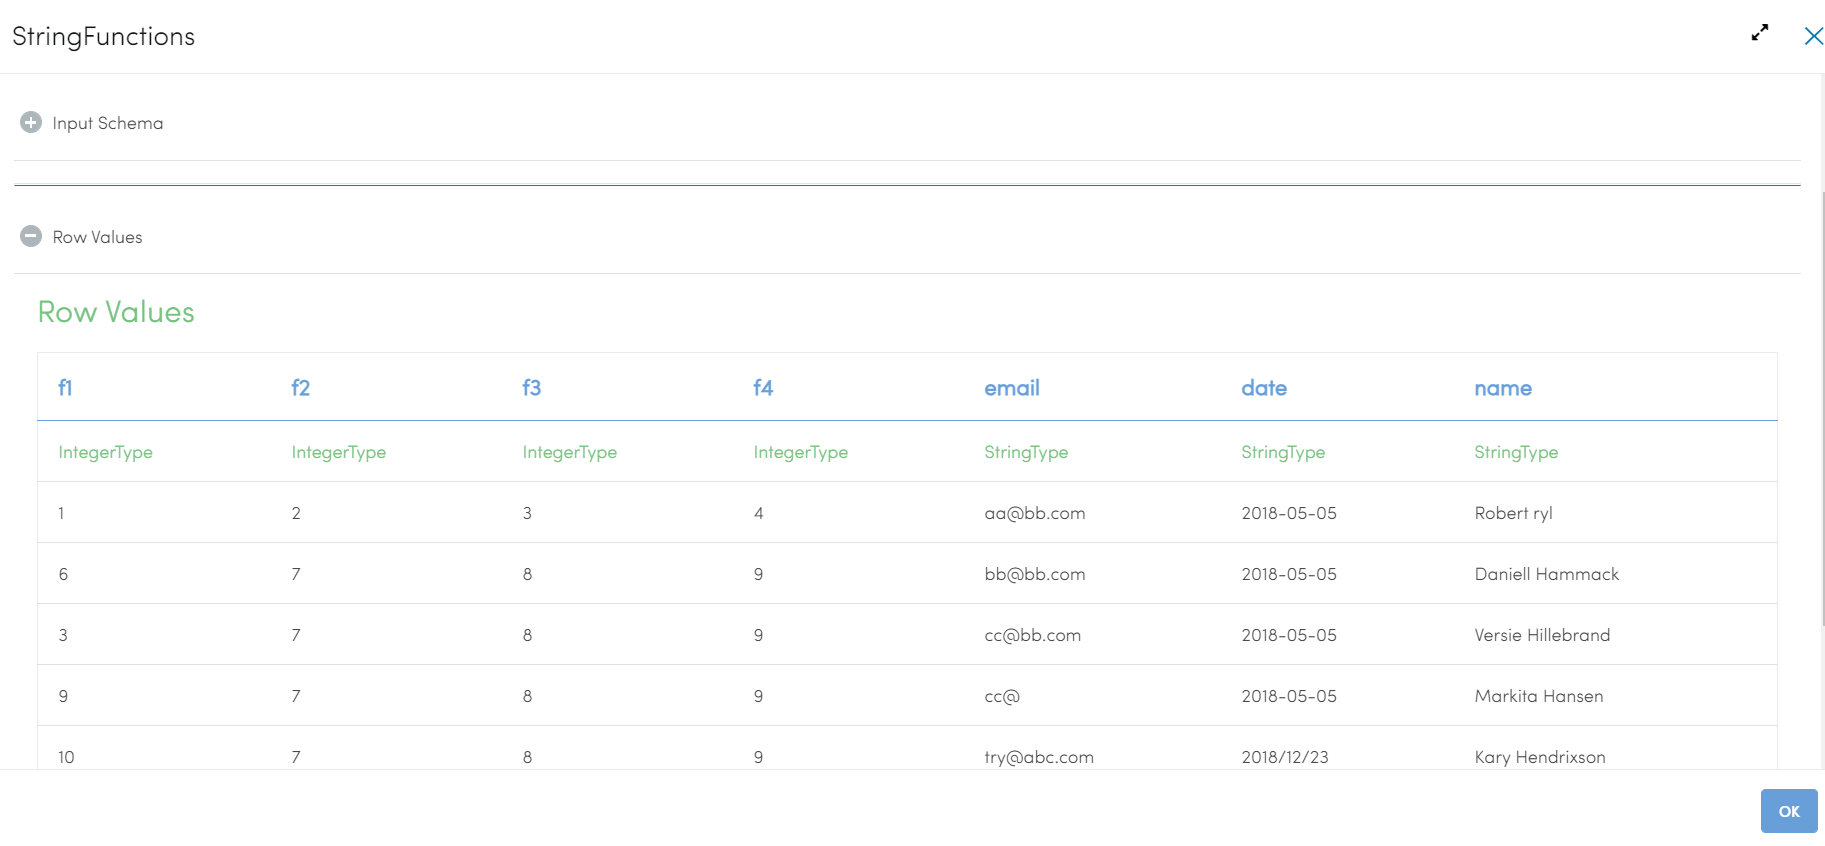 StringFunctions
Input Schema
Row Values
Row Values
f1 f2 f3 f4 email date name
IntegerType IntegerType IntegerType IntegerType StringType StringType StringType
1 2 3 4 aa@bb.com 2018-05-05 Robert ryl
6 7 8 9 bb@bb.com 2018-05-05 Daniell Hammack
3 7 8 9 cc@bb.com 2018-05-05 Versie Hillebrand
9 7 8 9 cc@ 2018-05-05 Markita Hansen
10 7 8 9 try@abc.com 2018/12/23 Kary Hendrixson
OK